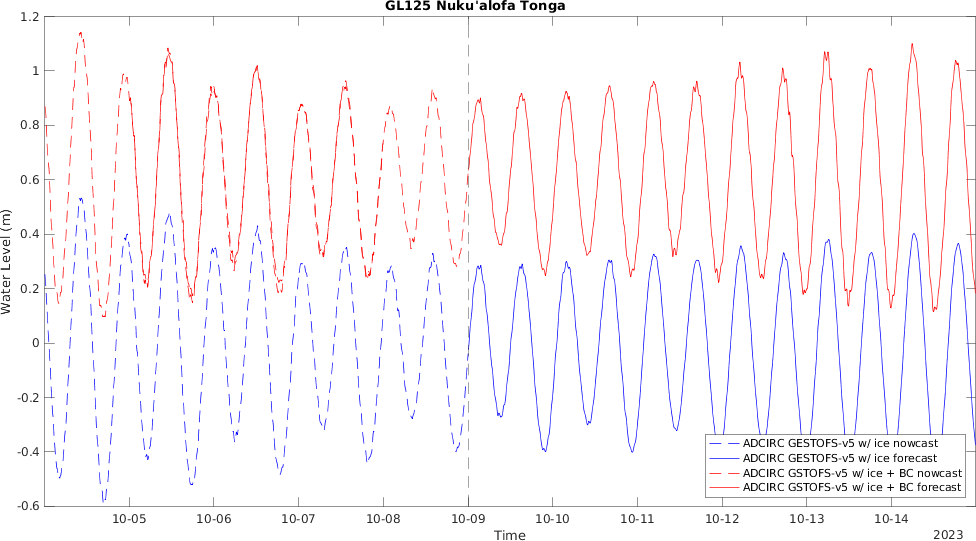 GL125 Nuku'alofa Tonga
1.2
1
0.8
0.6
0.4
0.2
0
-0.2
-0.4
-0.6
Water Level (m)
ADCIRC GESTOFS-v5 w/ ice nowcast
ADCIRC GESTOFS-v5 w/ ice forecast
ADCIRC GSTOFS-v5 w/ ice + BC nowcast
ADCIRC GSTOFS-v5 w/ ice + BC forecast
10-05 10-06 10-07 10-08 10-09 10-10 10-11 10-12 10-13 10-14
Time
2023